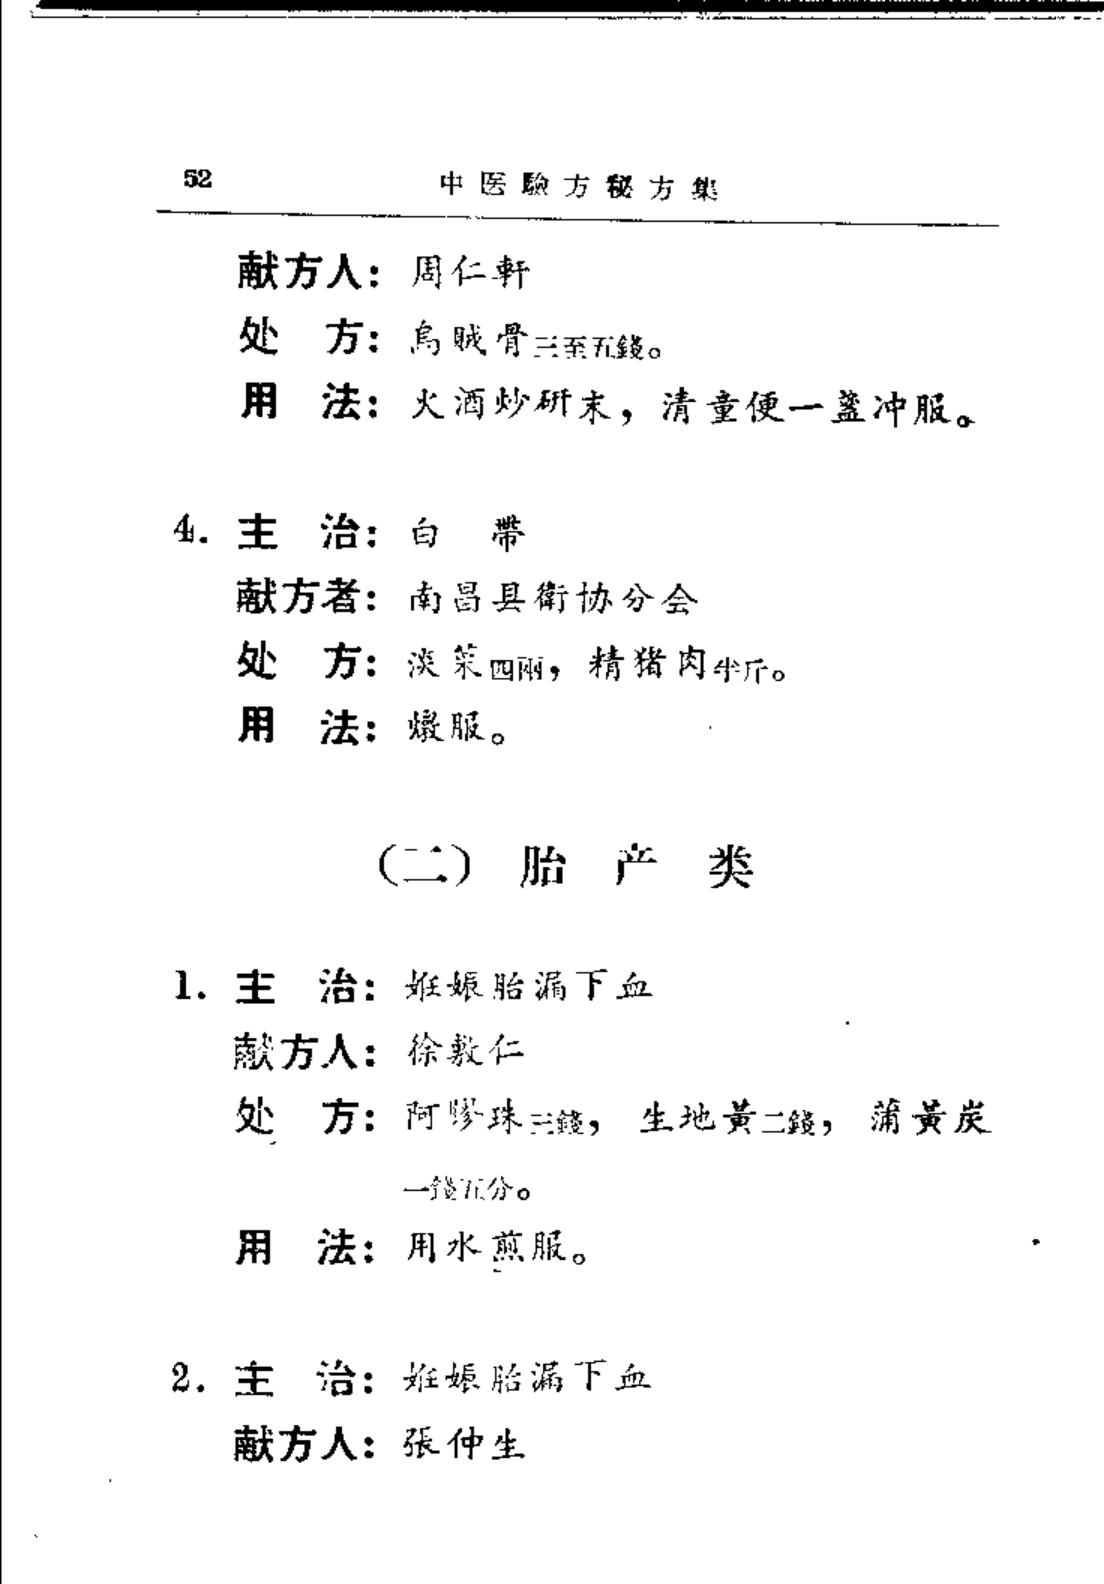 52 中医驗方秘方集
献方人：周仁軒
处　方：烏贼骨三至五錢。
用　法：火酒炒研末，清童便一盞冲服。
4. 主　治：白　帶
献方者：南昌县衛协分会
处　方：淡菜四兩，精猪肉半斤。
用　法：燉服。
（二）胎　产　类
1. 主　治：姙娠胎漏下血
献方人：徐敷仁
处　方：阿膠珠三錢，生地黃二錢，蒲黃炭
一錢五分。
用　法：用水煎服。
2. 主　治：姙娠胎漏下血
献方人：張仲生